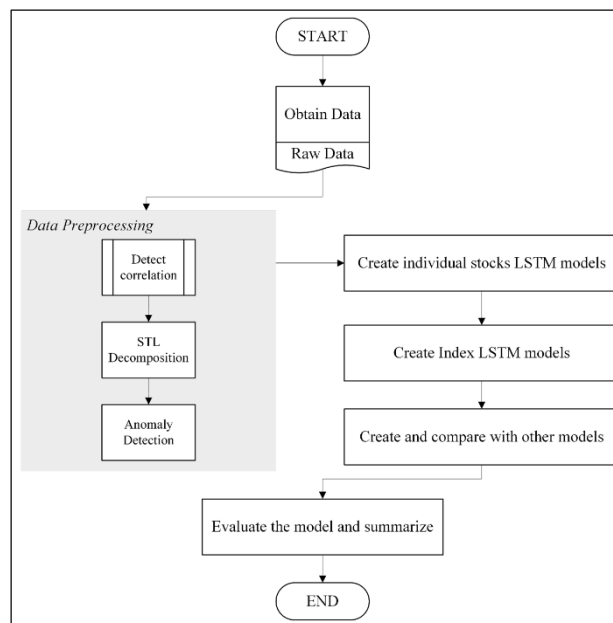 START
Obtain Data
Raw Data
Data Preprocessing
Detect
correlation
STL
Decomposition
Anomaly
Detection
Create individual stocks LSTM models
Create Index LSTM models
Create and compare with other models
Evaluate the model and summarize
END